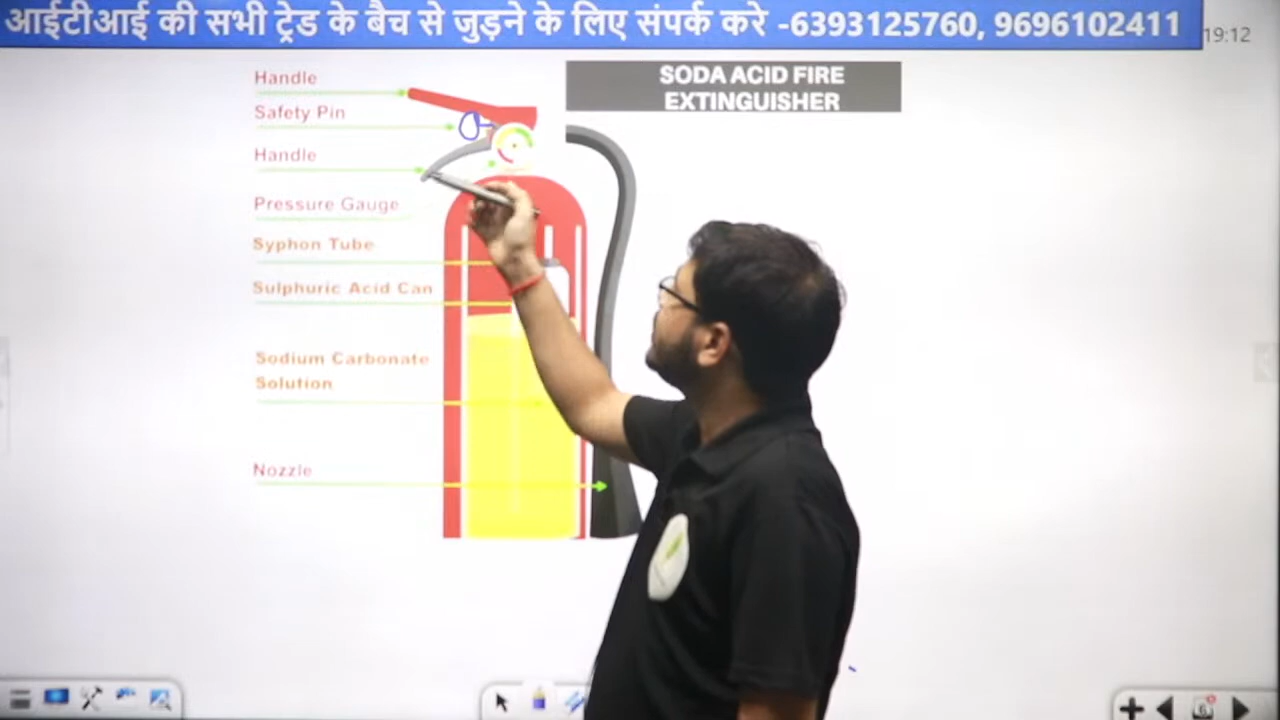 आईटीआई की सभी ट्रेड के बैच से जुड़ने के लिए संपर्क करे -6393125760, 9696102411
19:12
SODA ACID FIRE
EXTINGUISHER
Handle
Safety Pin
Handle
Pressure Gauge
Syphon Tube
Sulphuric Acid Can
Sodium Carbonate
Solution
Nozzle